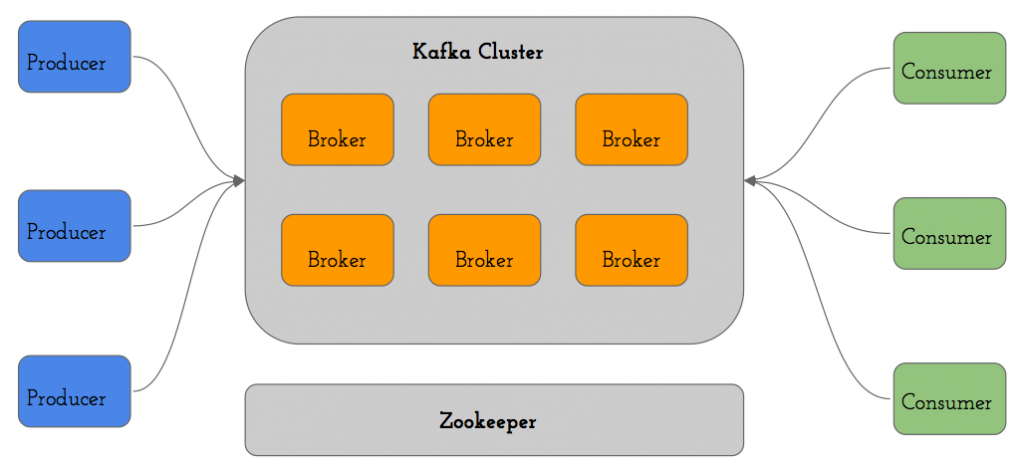 Producer
Producer
Producer
Kafka Cluster
Broker
Broker
Broker
Broker
Broker
Broker
Zookeeper
Consumer
Consumer
Consumer